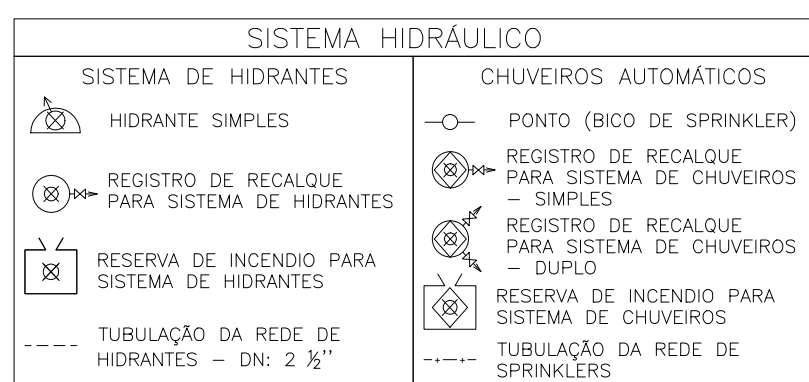 SISTEMA HIDRÁULICO
SISTEMA DE HIDRANTES
HIDRANTE SIMPLES
REGISTRO DE RECALQUE
PARA SISTEMA DE HIDRANTES
RESERVA DE INCENDIO PARA
SISTEMA DE HIDRANTES
TUBULAÇÃO DA REDE DE
HIDRANTES – DN: 2 ½''
CHUVEIROS AUTOMÁTICOS
PONTO (BICO DE SPRINKLER)
REGISTRO DE RECALQUE
PARA SISTEMA DE CHUVEIROS
– SIMPLES
REGISTRO DE RECALQUE
PARA SISTEMA DE CHUVEIROS
– DUPLO
RESERVA DE INCENDIO PARA
SISTEMA DE CHUVEIROS
TUBULAÇÃO DA REDE DE
SPRINKLERS